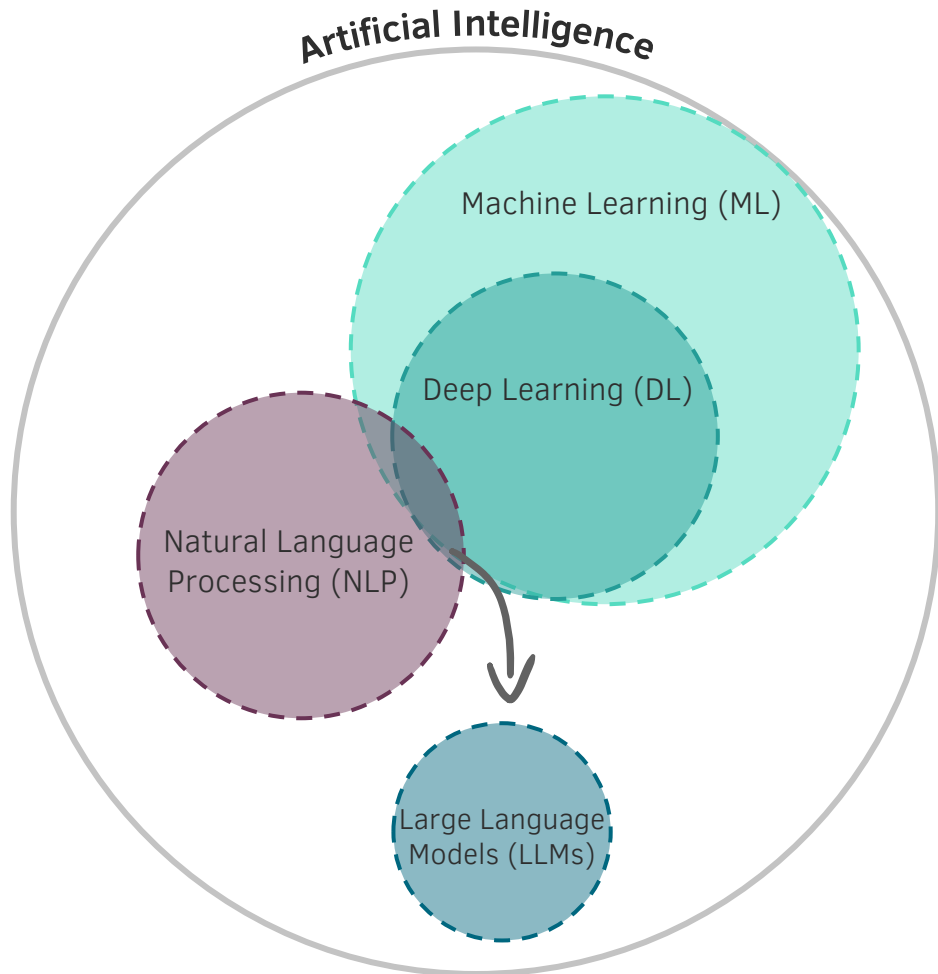 Artificial Intelligence
Machine Learning (ML)
Deep Learning (DL)
Natural Language
Processing (NLP)
Large Language
Models (LLMs)